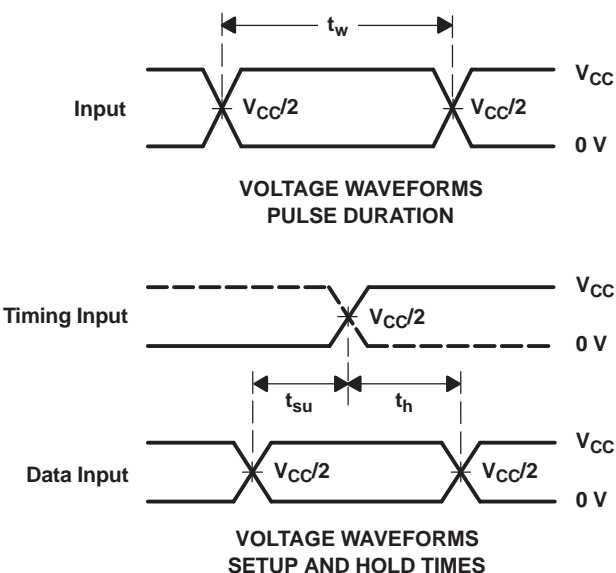 tw
VCC
Input
VCC/2
VCC/2
0 V
VOLTAGE WAVEFORMS
PULSE DURATION
VCC
Timing Input
VCC/2
0 V
tsu
th
VCC
Data Input
VCC/2
VCC/2
0 V
VOLTAGE WAVEFORMS
SETUP AND HOLD TIMES